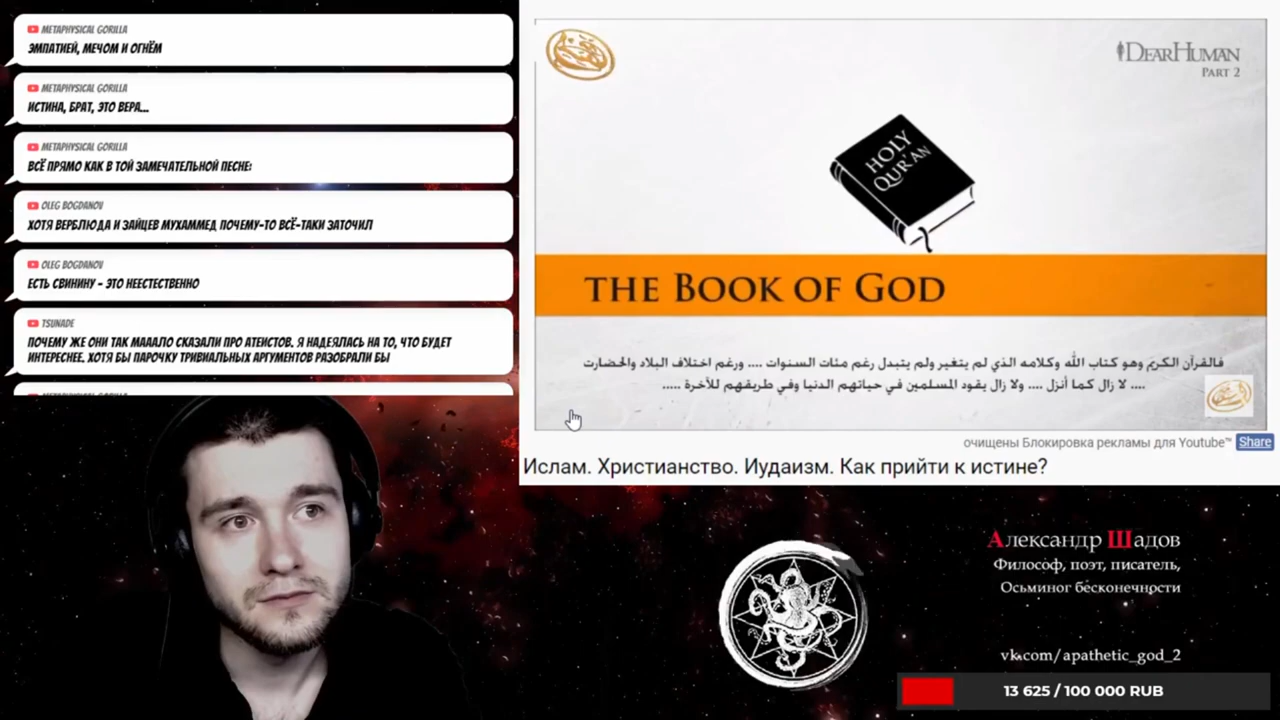 METAPHYSICAL GORILLA
ЭМПАТИЕЙ, МЕЧОМ И ОГНЁМ
METAPHYSICAL GORILLA
ИСТИНА, БРАТ, ЭТО ВЕРА...
METAPHYSICAL GORILLA
ВСЁ ПРЯМО КАК В ТОЙ ЗАМЕЧАТЕЛЬНОЙ ПЕСНЕ:
OLEG BOGDANOV
ХОТЯ ВЕРБЛЮДА И ЗАЙЦЕВ МУХАММЕД ПОЧЕМУ-ТО ВСЁ-ТАКИ ЗАТОЧИЛ
OLEG BOGDANOV
ЕСТЬ СВИНИНУ - ЭТО НЕЕСТЕСТВЕННО
TSUNADE
ПОЧЕМУ ЖЕ ОНИ ТАК МАААЛО СКАЗАЛИ ПРО АТЕИСТОВ. Я НАДЕЯЛАСЬ НА ТО, ЧТО БУДЕТ
ИНТЕРЕСНЕЕ. ХОТЯ БЫ ПАРОЧКУ ТРИВИАЛЬНЫХ АРГУМЕНТОВ РАЗОБРАЛИ БЫ
DEARHUMAN
PART 2
HOLY
QUR'AN
THE BOOK OF GOD
فالقرآن الكريم وهو كتاب الله وكلامه الذي لم يتغير ولم يتبدل رغم مئات السنوات .... ورغم اختلاف البلاد والحضارت
.... لا زال كما أنزل .... ولا زال يقود المسلمين في حياتهم الدنيا وفي طريقهم للأخرة .....
очищены Блокировка рекламы для Youtube™ Share
Ислам. Христианство. Иудаизм. Как прийти к истине?
Александр Шадов
Философ, поэт, писатель,
Осьминог бесконечности
vk.com/apathetic_god_2
13 625 / 100 000 RUB